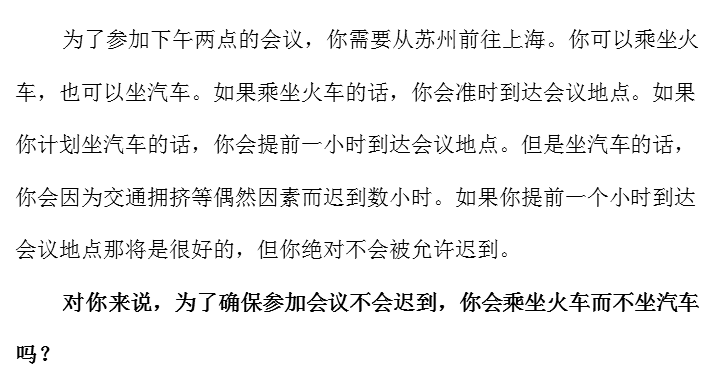 为了参加下午两点的会议，你需要从苏州前往上海。你可以乘坐火
车，也可以坐汽车。如果乘坐火车的话，你会准时到达会议地点。如果
你计划坐汽车的话，你会提前一小时到达会议地点。但是坐汽车的话，
你会因为交通拥挤等偶然因素而迟到数小时。如果你提前一个小时到达
会议地点那将是很好的，但你绝对不会被允许迟到。
对你来说，为了确保参加会议不会迟到，你会乘坐火车而不坐汽车
吗？